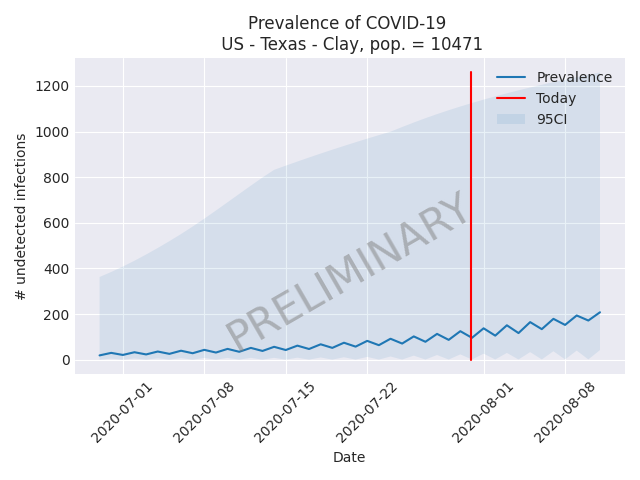 Prevalence of COVID-19
US - Texas - Clay, pop. = 10471
Prevalence
Today
95CI
# undetected infections
1200
1000
800
600
400
200
0
PRELIMINARY
2020-07-01
2020-07-08
2020-07-15
2020-07-22
2020-08-01
2020-08-08
Date